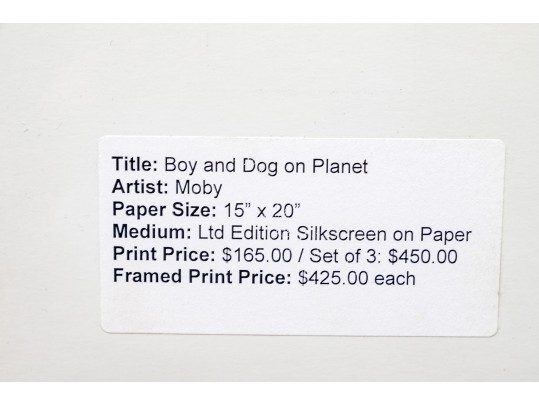 Title: Boy and Dog on Planet
Artist: Moby
Paper Size: 15” x 20”
Medium: Ltd Edition Silkscreen on Paper
Print Price: $165.00 / Set of 3: $450.00
Framed Print Price: $425.00 each